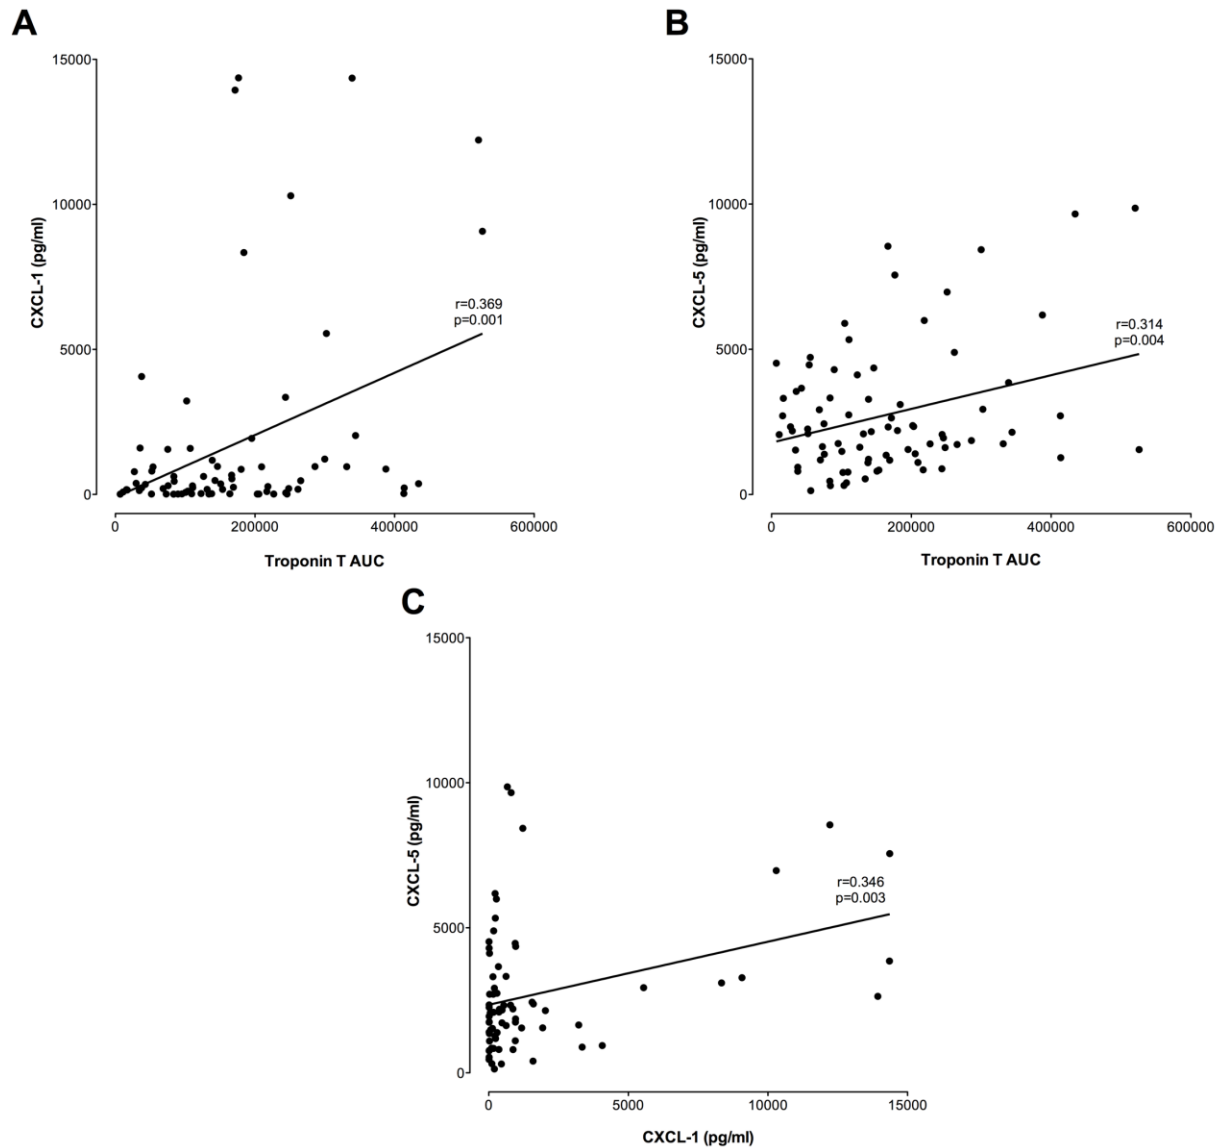 A
15000
10000
5000
0
CXCL-1 (pg/ml)
r=0.369
p=0.001
0 200000 400000 600000
Troponin T AUC
B
15000
10000
5000
0
CXCL-5 (pg/ml)
r=0.314
p=0.004
0 200000 400000 600000
Troponin T AUC
C
15000
10000
5000
0
CXCL-5 (pg/ml)
r=0.346
p=0.003
0 5000 10000 15000
CXCL-1 (pg/ml)